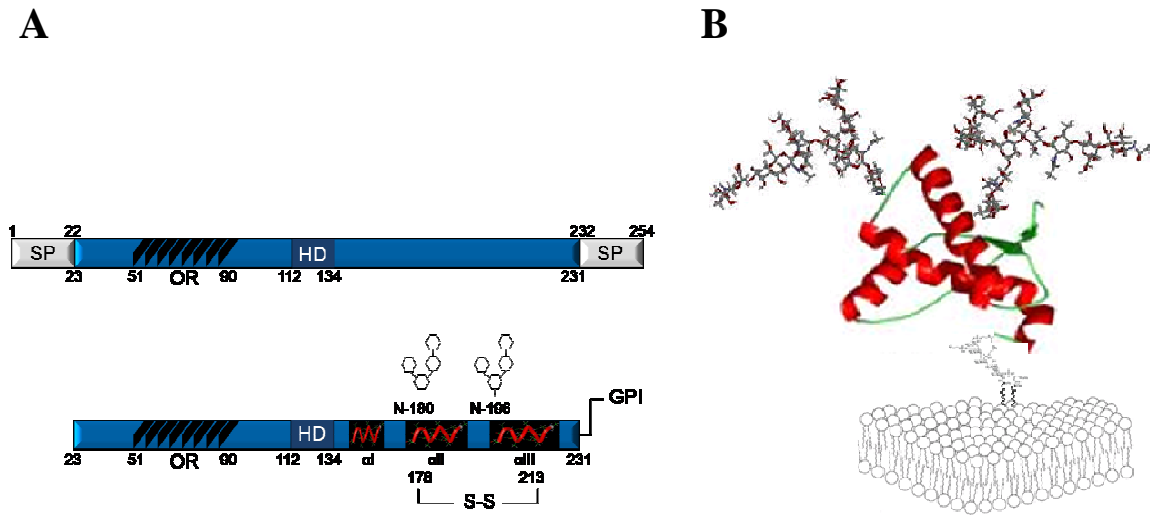 A
B
1 22 232 254
SP HD SP
23 51 OR 90 112 134 231
N-180 N-196
GPI
HD
23 51 OR 90 112 134 αI αII αIII 231
178 213
S-S